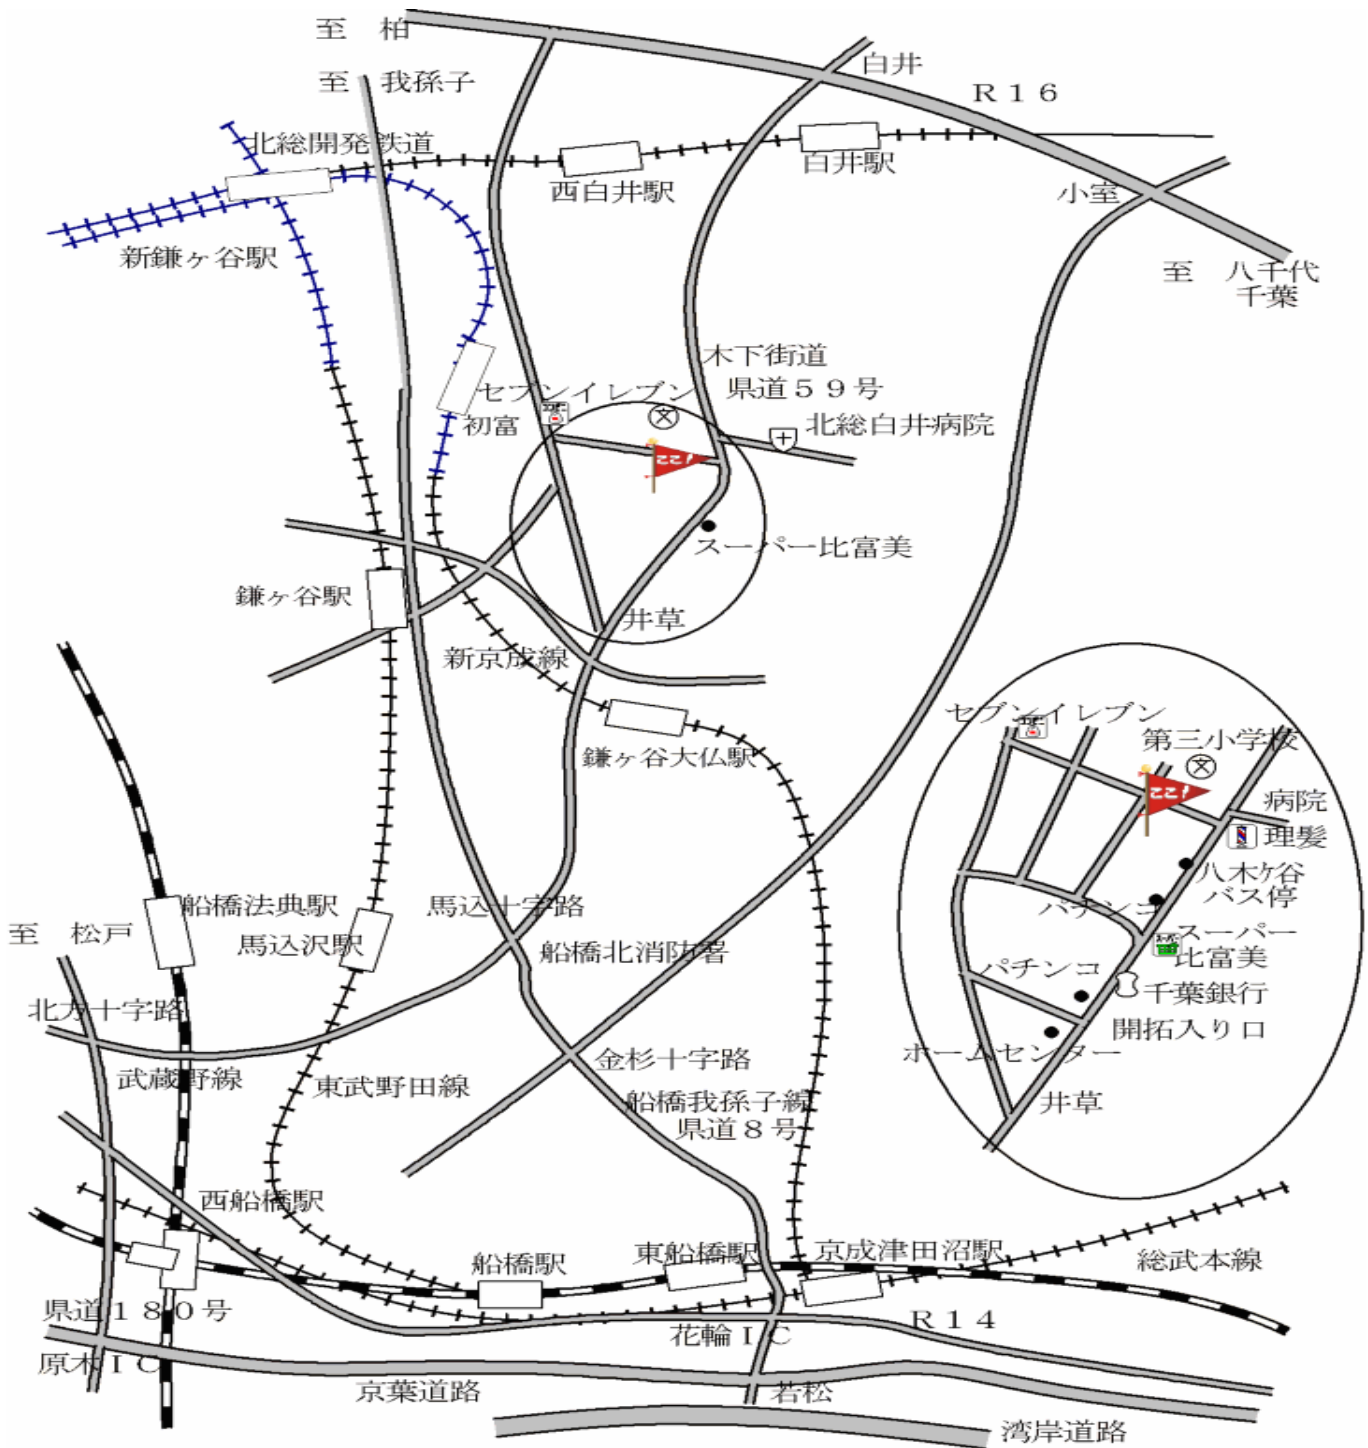 至　柏
白井
至　我孫子
Ｒ１６
北総開発鉄道
白井駅
西白井駅
小室
新鎌ヶ谷駅
至　八千代
千葉
木下街道
県道５９号
セブンイレブン
初富
北総白井病院
ココ！
スーパー比富美
鎌ヶ谷駅
井草
新京成線
鎌ヶ谷大仏駅
セブンイレブン
第三小学校
ココ！
病院
理髪
八木ヶ谷
バス停
パチンコ
スーパー
比富美
パチンコ
千葉銀行
開拓入り口
ホームセンター
井草
船橋法典駅
馬込十字路
至　松戸
馬込沢駅
船橋北消防署
北方十字路
武蔵野線
東武野田線
金杉十字路
船橋我孫子線
県道８号
西船橋駅
船橋駅
東船橋駅
京成津田沼駅
総武本線
県道１８０号
花輪ＩＣ
Ｒ１４
原木ＩＣ
京葉道路
若松
湾岸道路